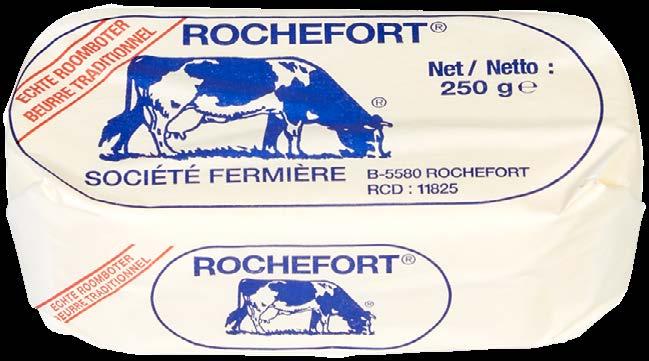 ROCHEFORT®
ECHTE ROOMBOTER
BEURRE TRADITIONNEL
Net / Netto :
250 g ℮
®
SOCIÉTÉ FERMIÈRE
B-5580 ROCHEFORT
RCD : 11825
ECHTE ROOMBOTER
BEURRE TRADITIONNEL
ROCHEFORT®
®